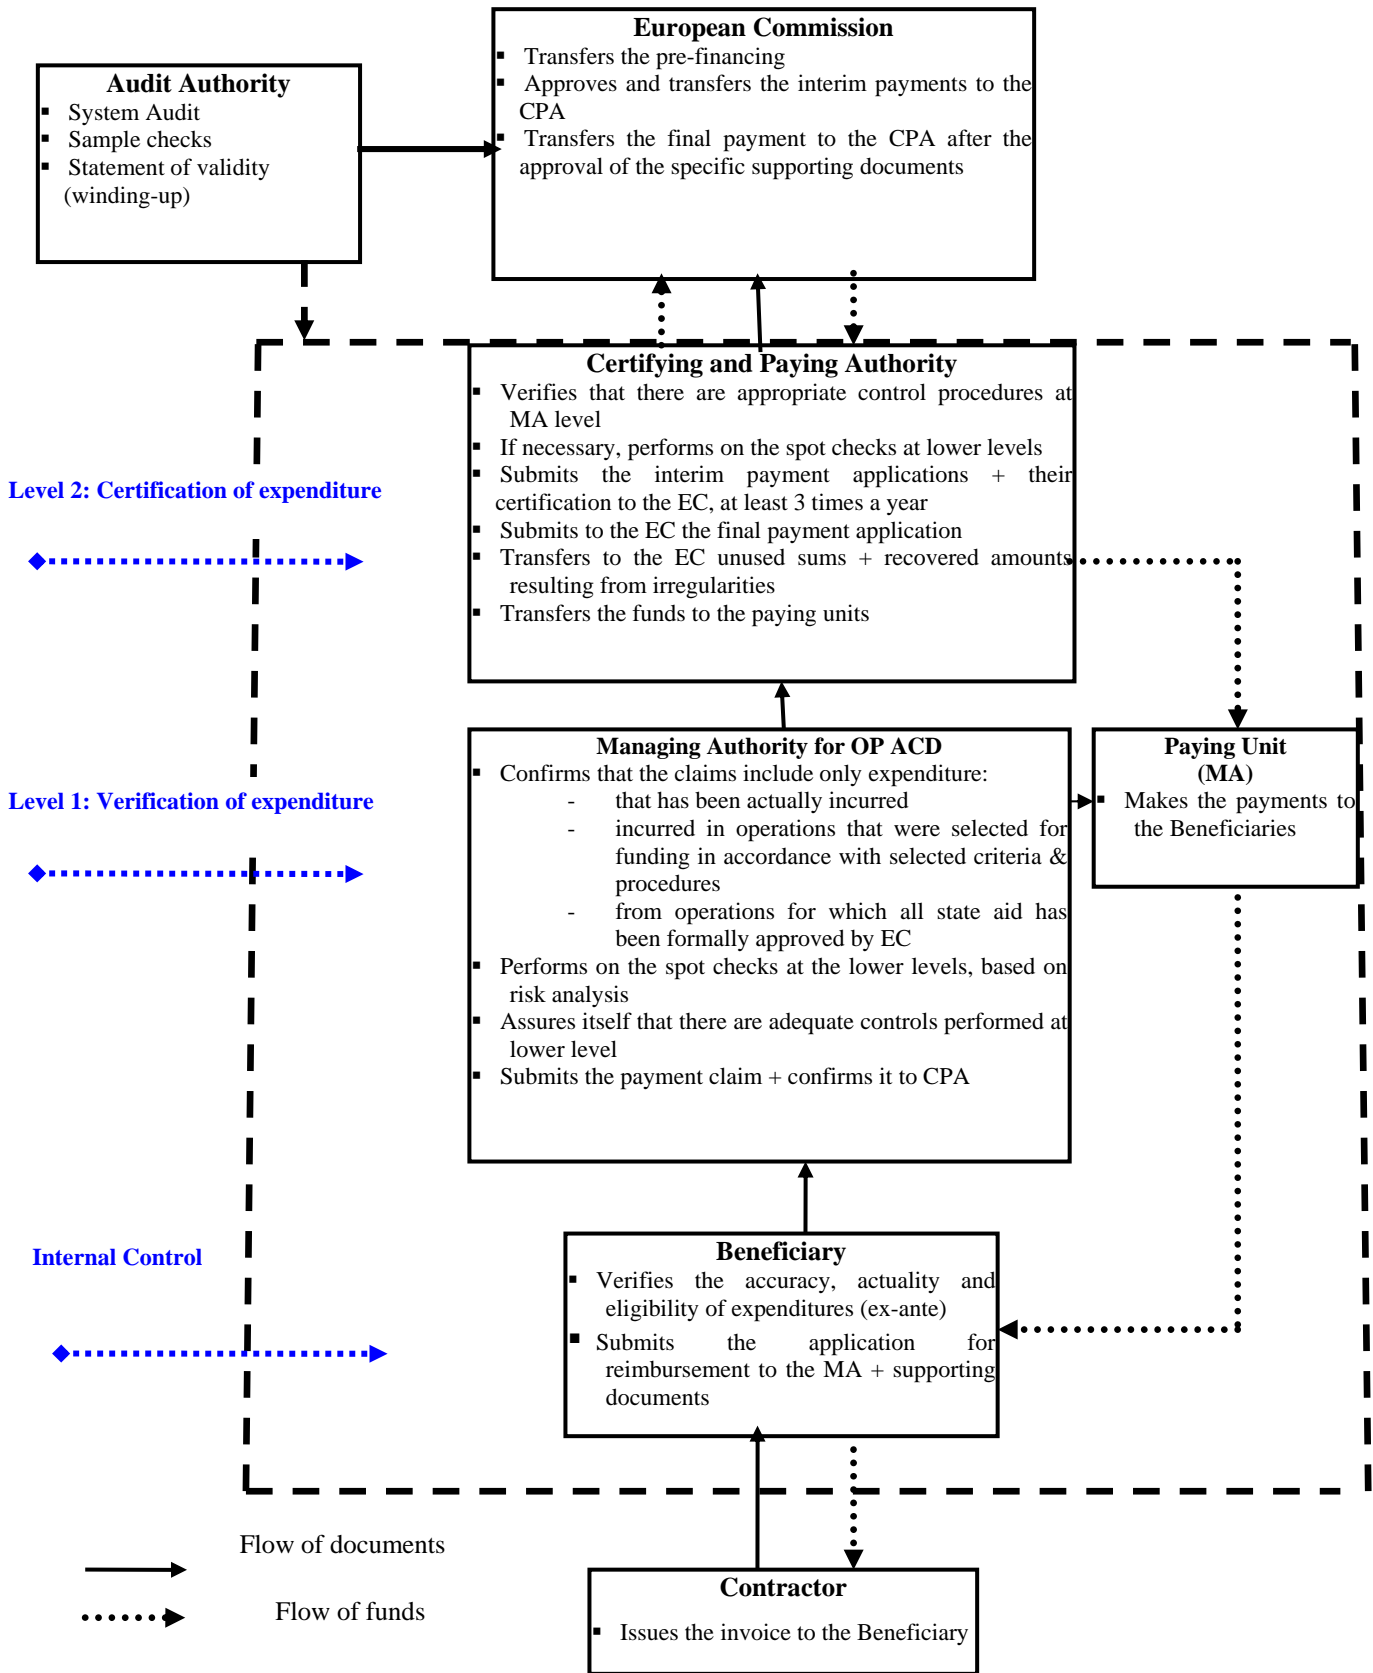 European Commission
▪ Transfers the pre-financing
▪ Approves and transfers the interim payments to the
CPA
▪ Transfers the final payment to the CPA after the
approval of the specific supporting documents
Audit Authority
▪ System Audit
▪ Sample checks
▪ Statement of validity
(winding-up)
Certifying and Paying Authority
▪ Verifies that there are appropriate control procedures at
MA level
▪ If necessary, performs on the spot checks at lower levels
▪ Submits the interim payment applications + their
certification to the EC, at least 3 times a year
▪ Submits to the EC the final payment application
▪ Transfers to the EC unused sums + recovered amounts
resulting from irregularities
▪ Transfers the funds to the paying units
Level 2: Certification of expenditure
Managing Authority for OP ACD
▪ Confirms that the claims include only expenditure:
- that has been actually incurred
- incurred in operations that were selected for
funding in accordance with selected criteria &
procedures
- from operations for which all state aid has
been formally approved by EC
▪ Performs on the spot checks at the lower levels, based on
risk analysis
▪ Assures itself that there are adequate controls performed at
lower level
▪ Submits the payment claim + confirms it to CPA
Paying Unit
(MA)
▪ Makes the payments to
the Beneficiaries
Level 1: Verification of expenditure
Internal Control
Beneficiary
▪ Verifies the accuracy, actuality and
eligibility of expenditures (ex-ante)
▪ Submits the application for
reimbursement to the MA + supporting
documents
Flow of documents
Flow of funds
Contractor
▪ Issues the invoice to the Beneficiary